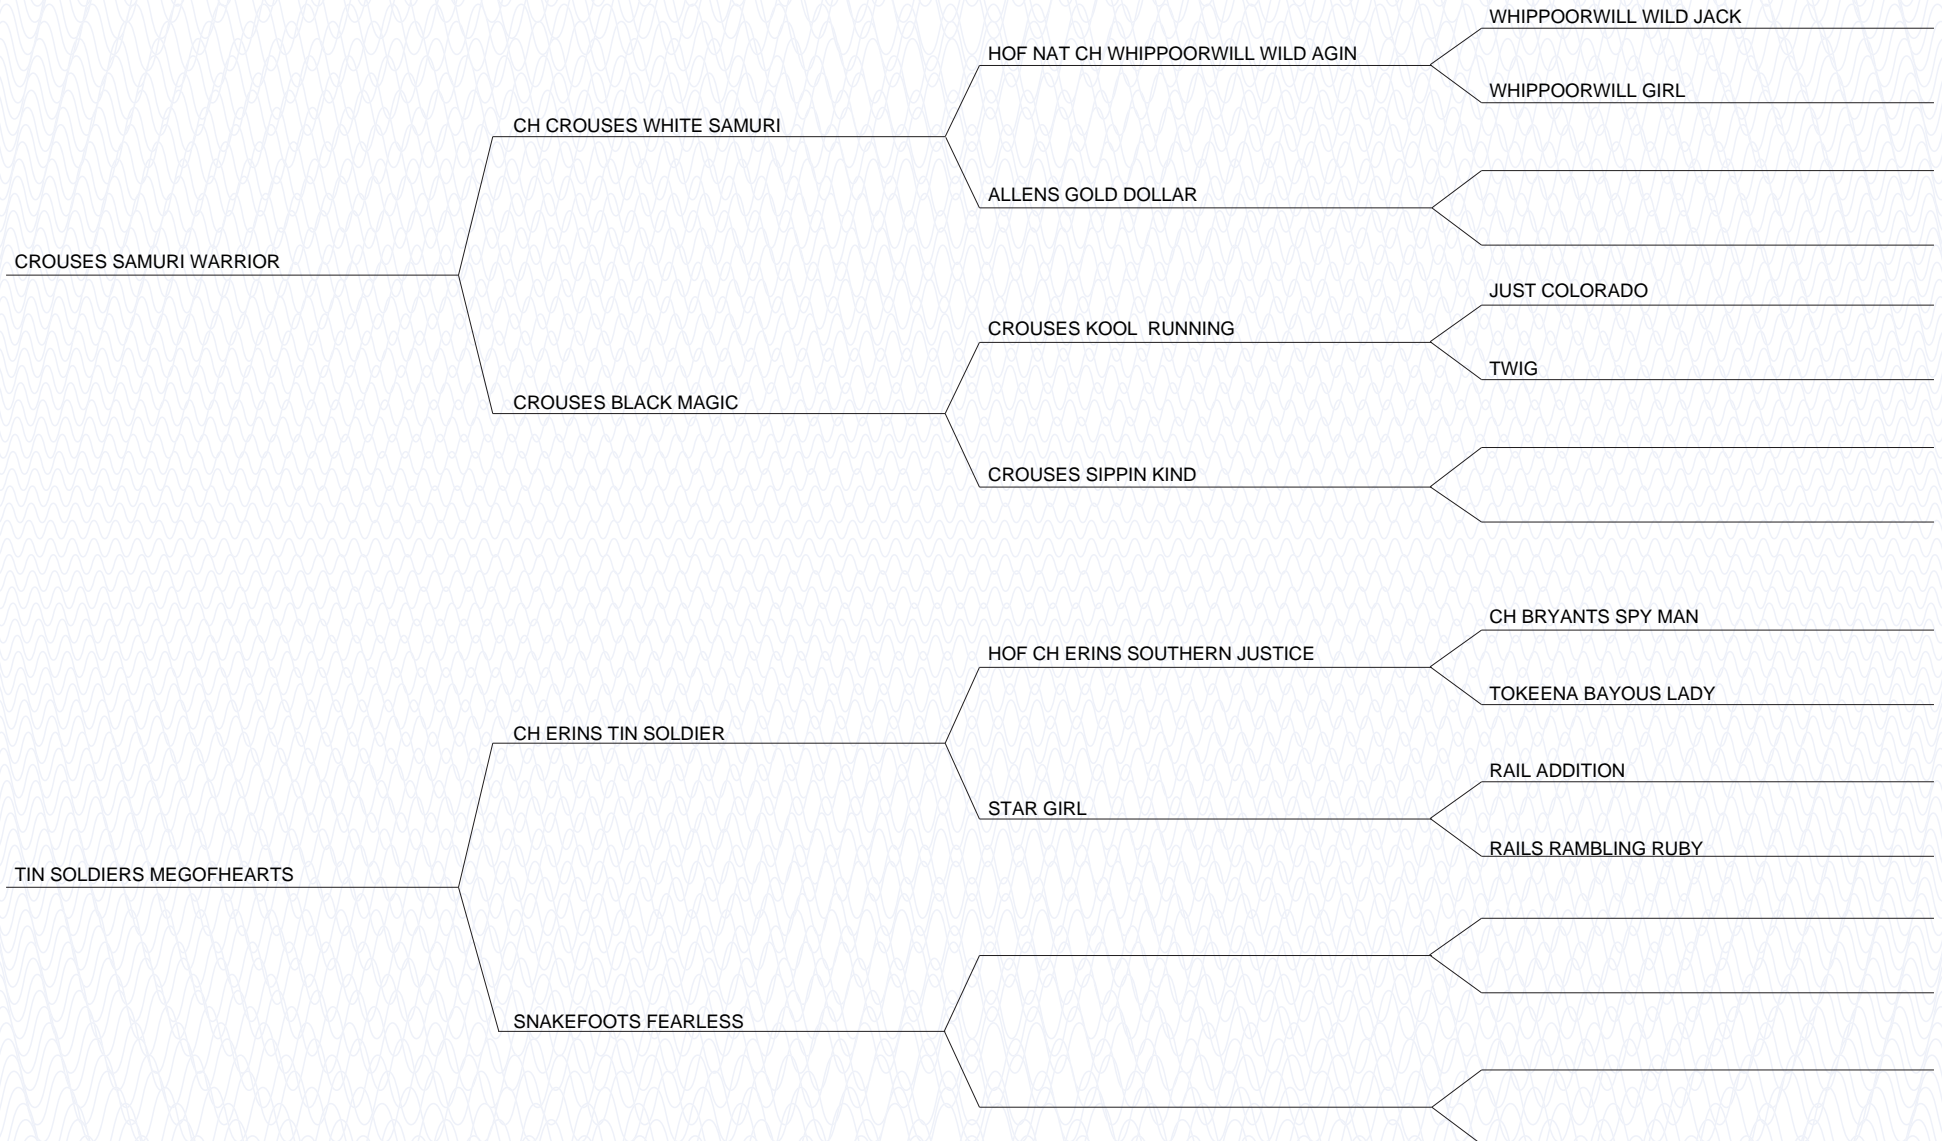 WHIPPOORWILL WILD JACK
HOF NAT CH WHIPPOORWILL WILD AGIN
WHIPPOORWILL GIRL
CH CROUSES WHITE SAMURI
ALLENS GOLD DOLLAR
CROUSES SAMURI WARRIOR
JUST COLORADO
CROUSES KOOL  RUNNING
TWIG
CROUSES BLACK MAGIC
CROUSES SIPPIN KIND
CH BRYANTS SPY MAN
HOF CH ERINS SOUTHERN JUSTICE
TOKEENA BAYOUS LADY
CH ERINS TIN SOLDIER
RAIL ADDITION
STAR GIRL
RAILS RAMBLING RUBY
TIN SOLDIERS MEGOFHEARTS
SNAKEFOOTS FEARLESS